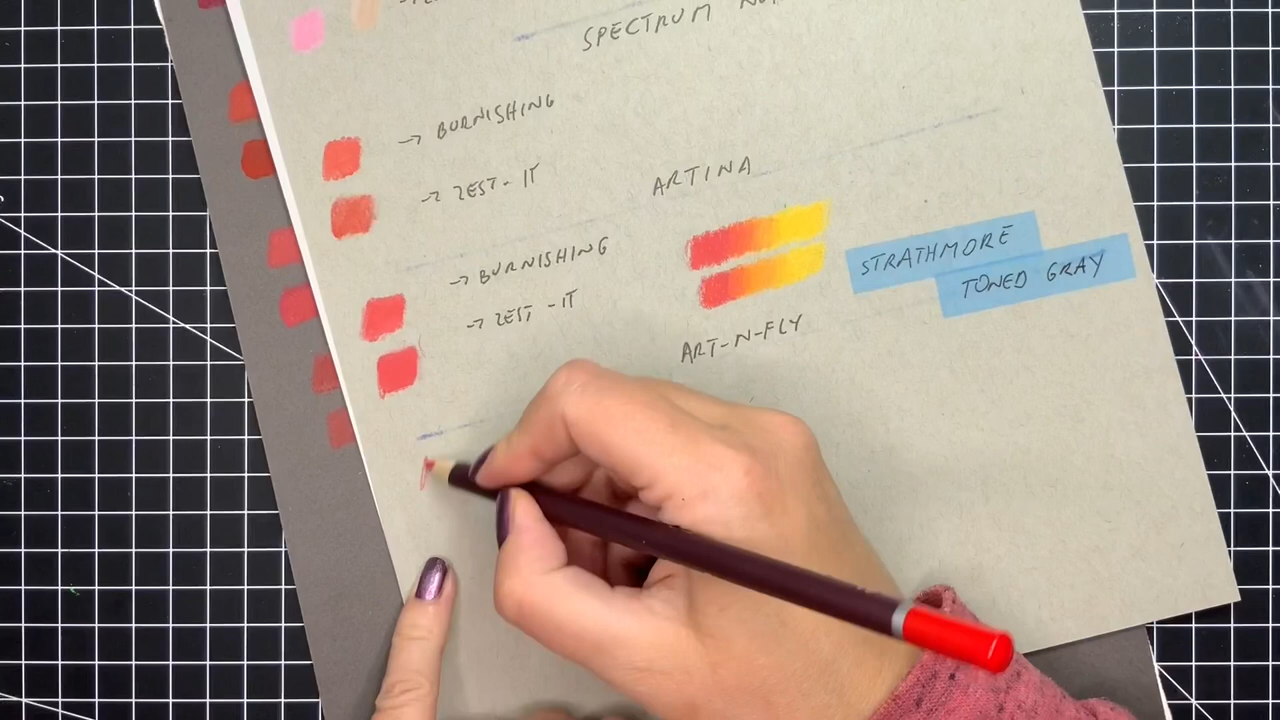 SPECTRUM
BURNISHING
ZEST-IT
BURNISHING
ZEST-IT
ARTINA
ART-N-FLY
STRATHMORE
TONED GRAY